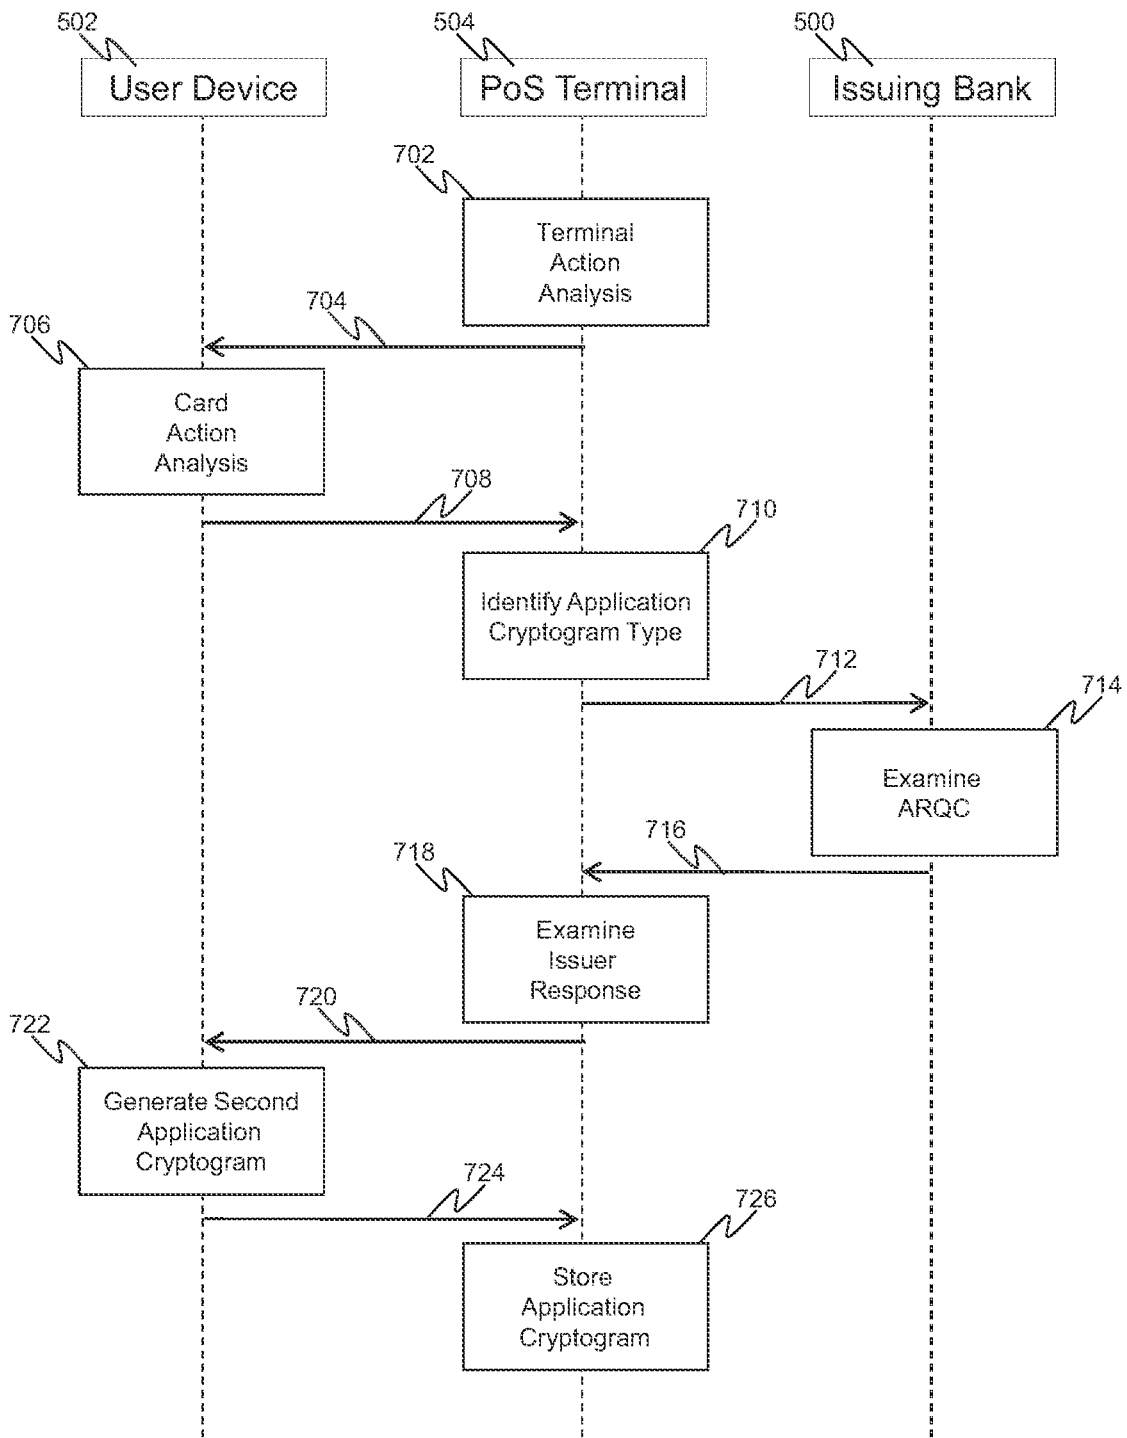 502
504
500
User Device
PoS Terminal
Issuing Bank
702
Terminal
Action
Analysis
704
706
Card
Action
Analysis
708
710
Identify Application
Cryptogram Type
712
714
Examine
ARQC
716
718
Examine
Issuer
Response
720
722
Generate Second
Application
Cryptogram
724
726
Store
Application
Cryptogram